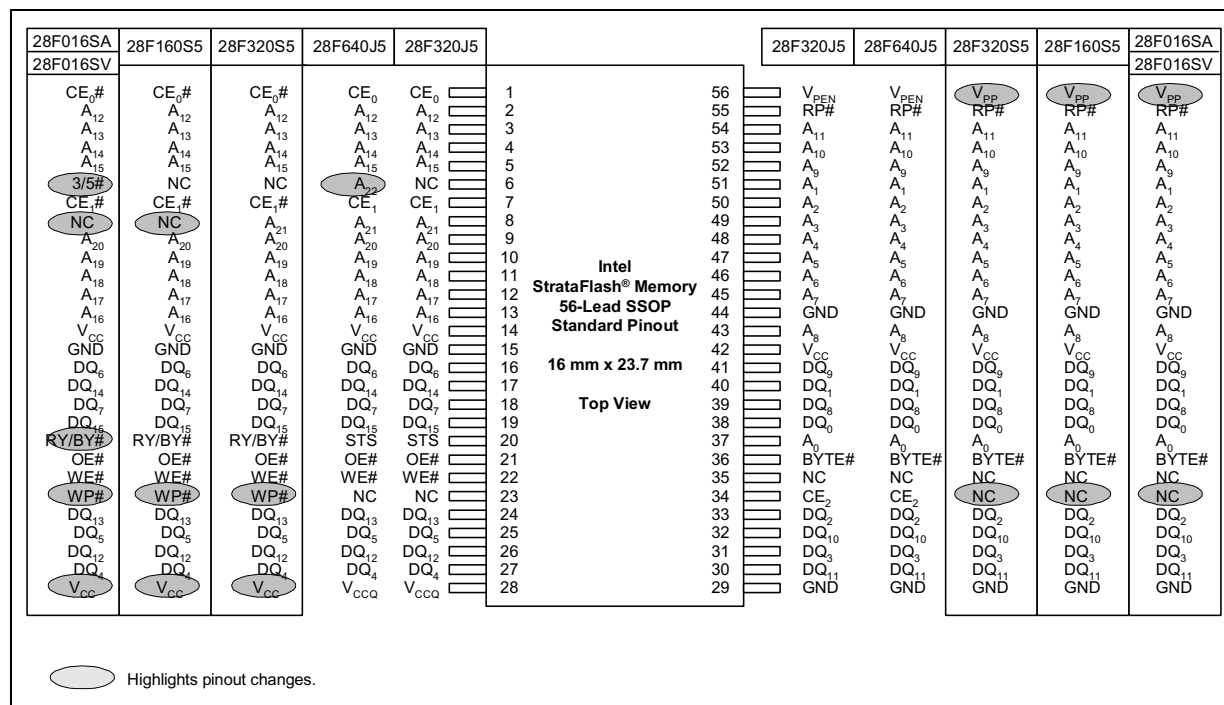 28F016SA 28F160S5 28F320S5 28F640J5 28F320J5 28F320J5 28F640J5 28F320S5 28F160S5 28F016SA
28F016SV 28F016SV
CE0# CE0# CE0# CE0 CE0 1 56 VPEN VPEN VPP VPP VPP
A12 A12 A12 A12 A12 2 55 RP# RP# RP# RP# RP#
A13 A13 A13 A13 A13 3 54 A11 A11 A11 A11 A11
A14 A14 A14 A14 A14 4 53 A10 A10 A10 A10 A10
A15 A15 A15 A15 A15 5 52 A9 A9 A9 A9 A9
3/5# NC NC A22 NC 6 51 A1 A1 A1 A1 A1
CE1# CE1# CE1# CE1 CE1 7 50 A2 A2 A2 A2 A2
NC NC A21 A21 A21 8 49 A3 A3 A3 A3 A3
A20 A20 A20 A20 A20 9 48 A4 A4 A4 A4 A4
A19 A19 A19 A19 A19 10 47 A5 A5 A5 A5 A5
A18 A18 A18 A18 A18 11 46 A6 A6 A6 A6 A6
A17 A17 A17 A17 A17 12 45 A7 A7 A7 A7 A7
A16 A16 A16 A16 A16 13 44 GND GND GND GND GND
VCC VCC VCC VCC VCC 14 43 A8 A8 A8 A8 A8
GND GND GND GND GND 15 42 VCC VCC VCC VCC VCC
DQ6 DQ6 DQ6 DQ6 DQ6 16 41 DQ9 DQ9 DQ9 DQ9 DQ9
DQ14 DQ14 DQ14 DQ14 DQ14 17 40 DQ1 DQ1 DQ1 DQ1 DQ1
DQ7 DQ7 DQ7 DQ7 DQ7 18 39 DQ8 DQ8 DQ8 DQ8 DQ8
DQ15 DQ15 DQ15 DQ15 DQ15 19 38 DQ0 DQ0 DQ0 DQ0 DQ0
RY/BY# RY/BY# RY/BY# STS STS 20 37 A0 A0 A0 A0 A0
OE# OE# OE# OE# OE# 21 36 BYTE# BYTE# BYTE# BYTE# BYTE#
WE# WE# WE# WE# WE# 22 35 NC NC NC NC NC
WP# WP# WP# NC NC 23 34 CE2 CE2 NC NC NC
DQ13 DQ13 DQ13 DQ13 DQ13 24 33 DQ2 DQ2 DQ2 DQ2 DQ2
DQ5 DQ5 DQ5 DQ5 DQ5 25 32 DQ10 DQ10 DQ10 DQ10 DQ10
DQ12 DQ12 DQ12 DQ12 DQ12 26 31 DQ3 DQ3 DQ3 DQ3 DQ3
DQ4 DQ4 DQ4 DQ4 DQ4 27 30 DQ11 DQ11 DQ11 DQ11 DQ11
VCC VCC VCC VCCQ VCCQ 28 29 GND GND GND GND GND
Intel
StrataFlash® Memory
56-Lead SSOP
Standard Pinout
16 mm x 23.7 mm
Top View
Highlights pinout changes.